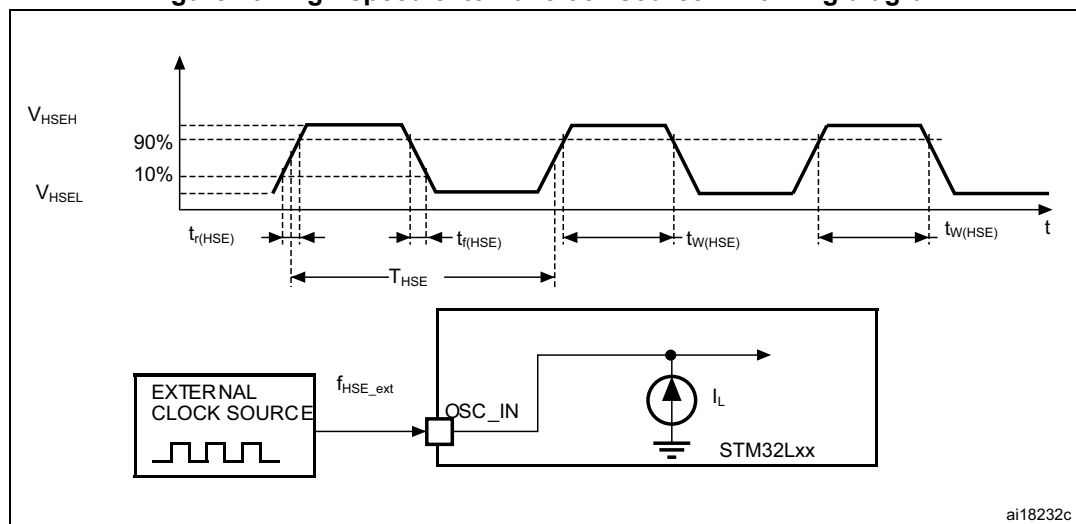 V_HSEH
90%
10%
V_HSEL
t_r(HSE)
t_f(HSE)
t_W(HSE)
t_W(HSE)
t
T_HSE
EXTERNAL
CLOCK SOURCE
f_HSE_ext
OSC_IN
I_L
STM32Lxx
ai18232c